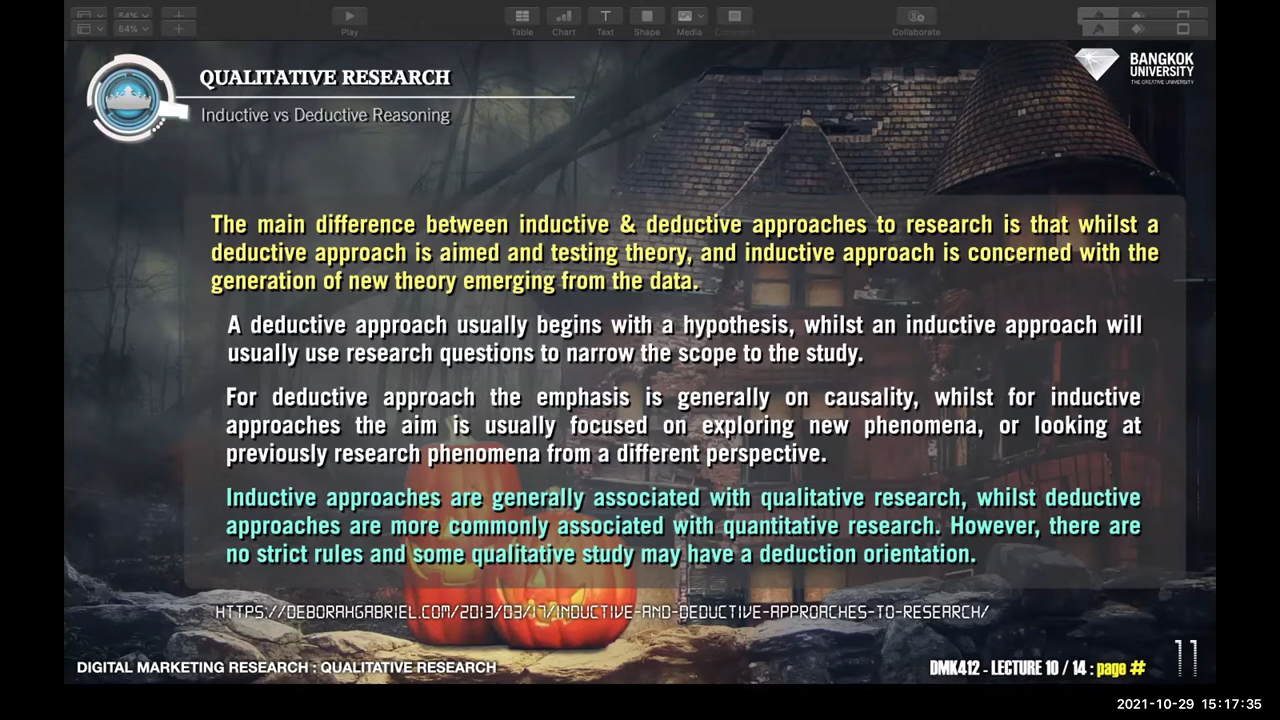 54%
64%
Play
Table
Chart
Text
Shape
Media
Comment
Collaborate
QUALITATIVE RESEARCH
Inductive vs Deductive Reasoning
BANGKOK
UNIVERSITY
THE CREATIVE UNIVERSITY
The main difference between inductive & deductive approaches to research is that whilst a
deductive approach is aimed and testing theory, and inductive approach is concerned with the
generation of new theory emerging from the data.
A deductive approach usually begins with a hypothesis, whilst an inductive approach will
usually use research questions to narrow the scope to the study.
For deductive approach the emphasis is generally on causality, whilst for inductive
approaches the aim is usually focused on exploring new phenomena, or looking at
previously research phenomena from a different perspective.
Inductive approaches are generally associated with qualitative research, whilst deductive
approaches are more commonly associated with quantitative research. However, there are
no strict rules and some qualitative study may have a deduction orientation.
HTTPS://DEBORAHGABRIEL.COM/2013/03/17/INDUCTIVE-AND-DEDUCTIVE-APPROACHES-TO-RESEARCH/
DIGITAL MARKETING RESEARCH : QUALITATIVE RESEARCH
DMK412 - LECTURE 10 / 14 : page #
11
2021-10-29 15:17:35